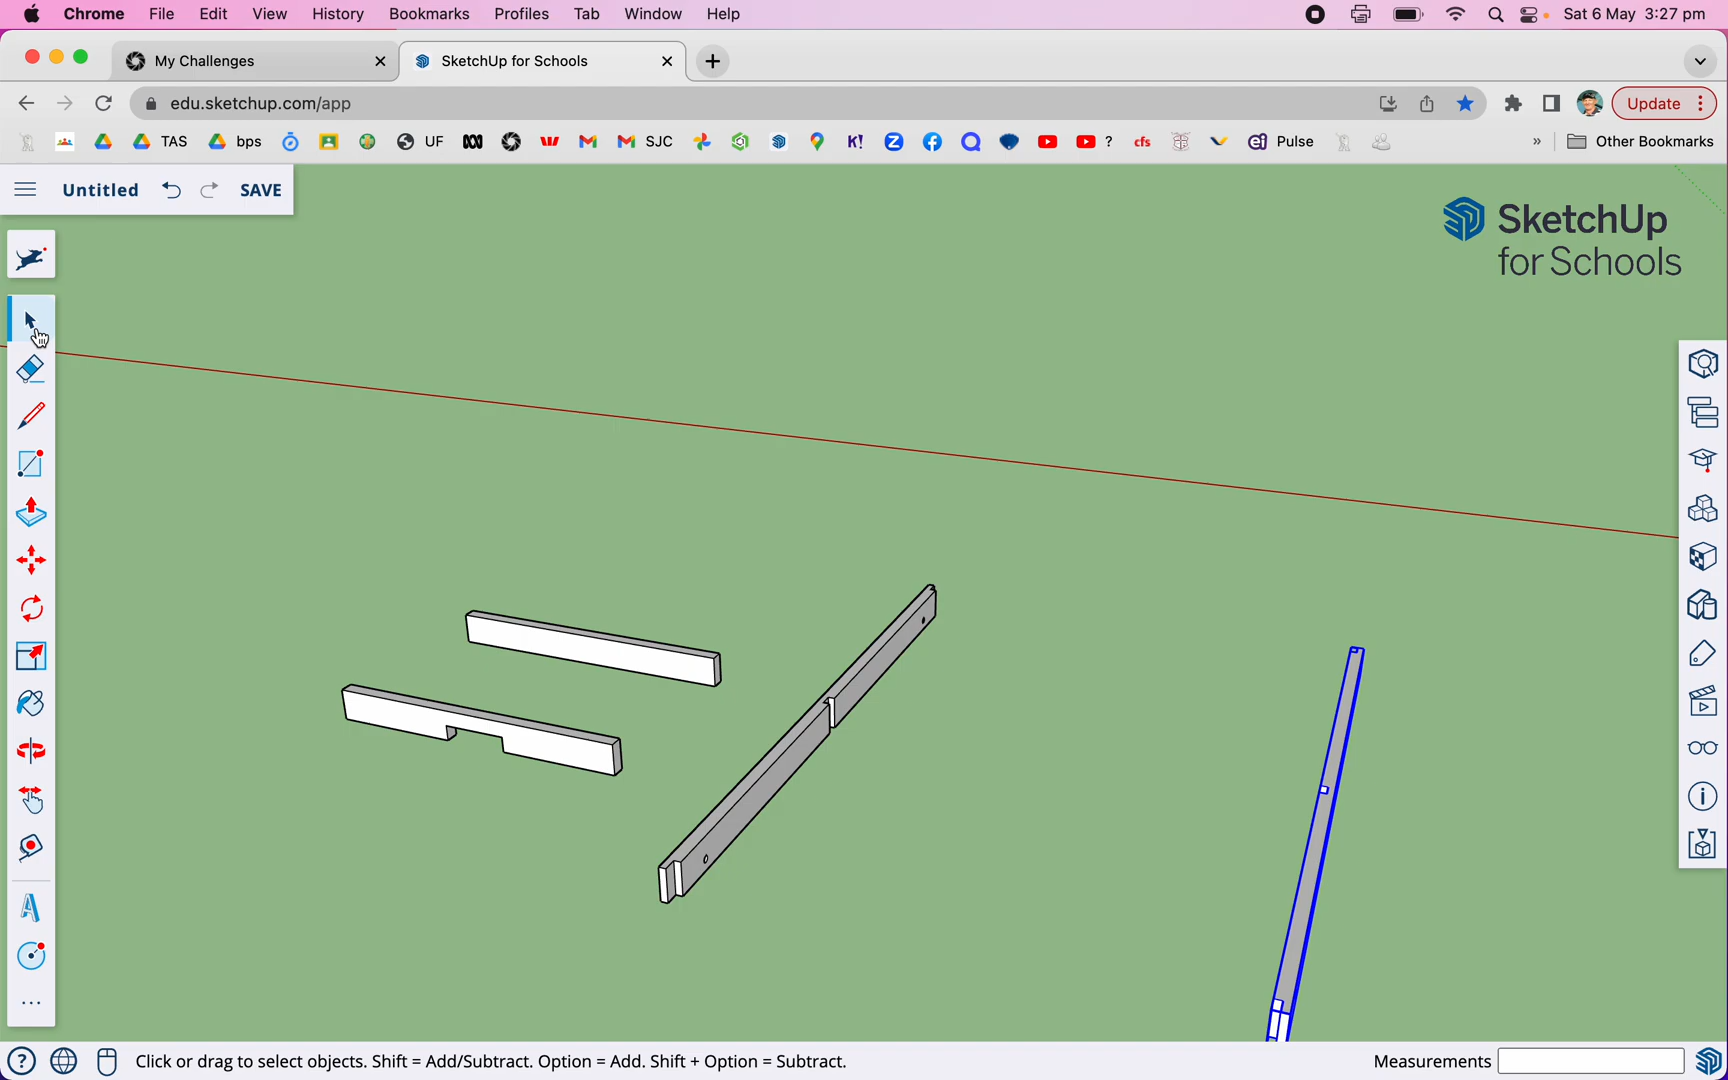 Chrome File Edit View History Bookmarks Profiles Tab Window Help Sat 6 May 3:27 pm
My Challenges SketchUp for Schools
edu.sketchup.com/app Update
TAS bps UF SJC K! ? cfs Pulse » Other Bookmarks
Untitled SAVE
SketchUp
for Schools
Click or drag to select objects. Shift = Add/Subtract. Option = Add. Shift + Option = Subtract. Measurements